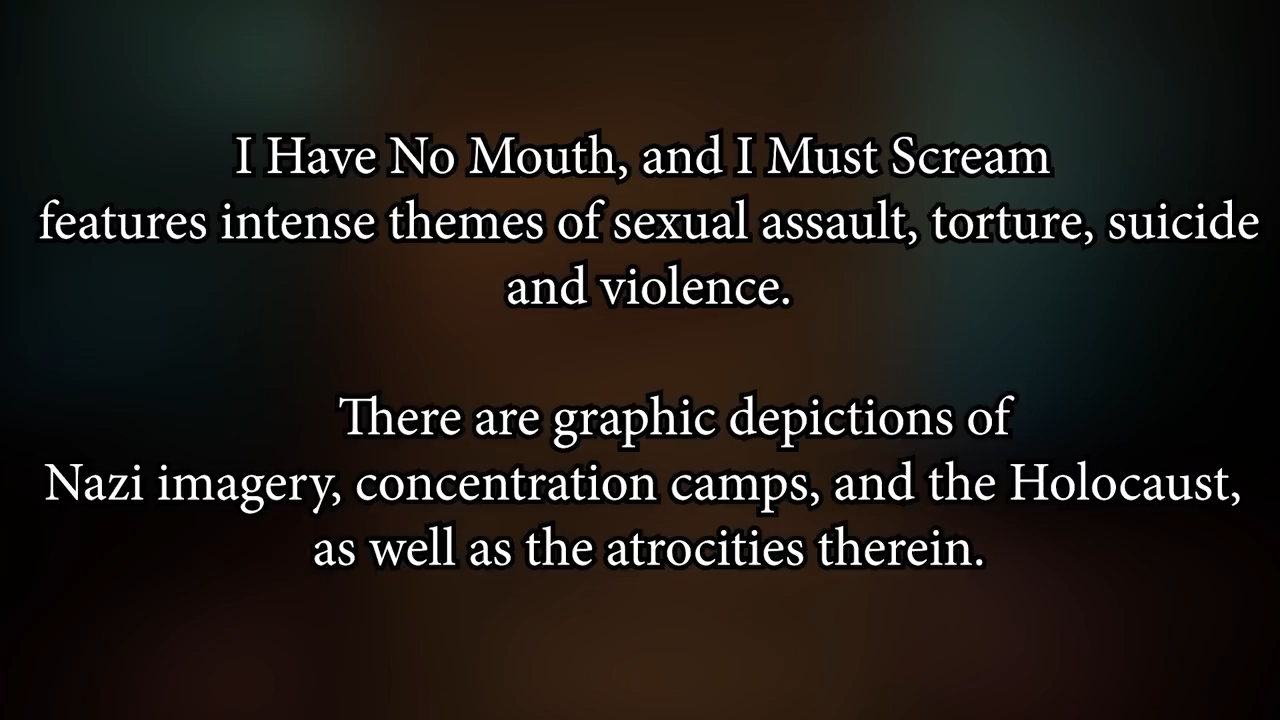 I Have No Mouth, and I Must Scream
features intense themes of sexual assault, torture, suicide
and violence.
There are graphic depictions of
Nazi imagery, concentration camps, and the Holocaust,
as well as the atrocities therein.